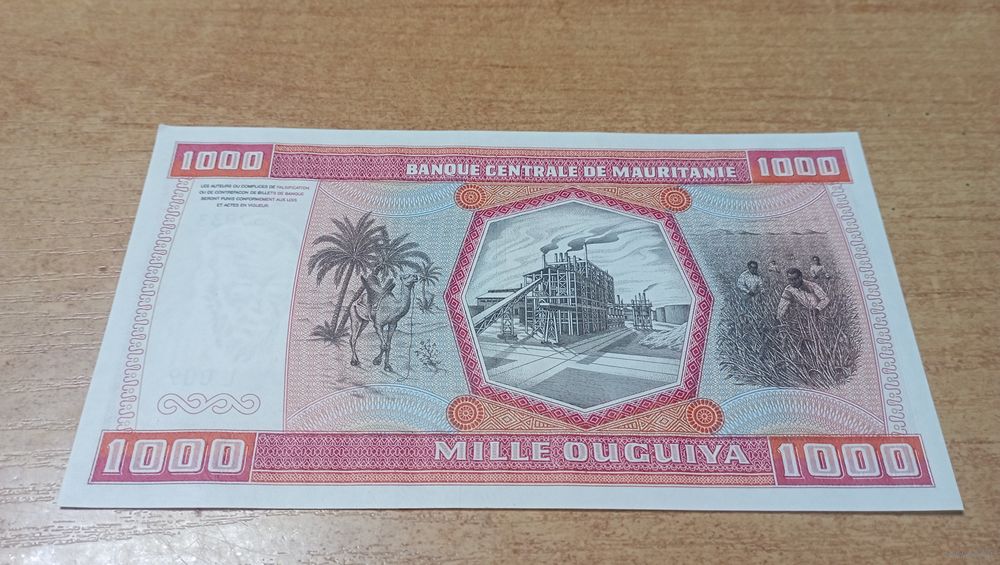 1000
BANQUE CENTRALE DE MAURITANIE
1000
LES AUTEURS OU COMPLICES DE FALSIFICATION
OU DE CONTREFACON DE BILLETS DE BANQUE
SERONT PUNIS CONFORMEMENT AUX LOIS
ET ACTES EN VIGUEUR.
1000
MILLE OUGUIYA
1000